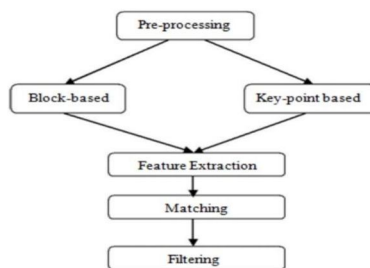 Pre-processing
Block-based
Key-point based
Feature Extraction
Matching
Filtering